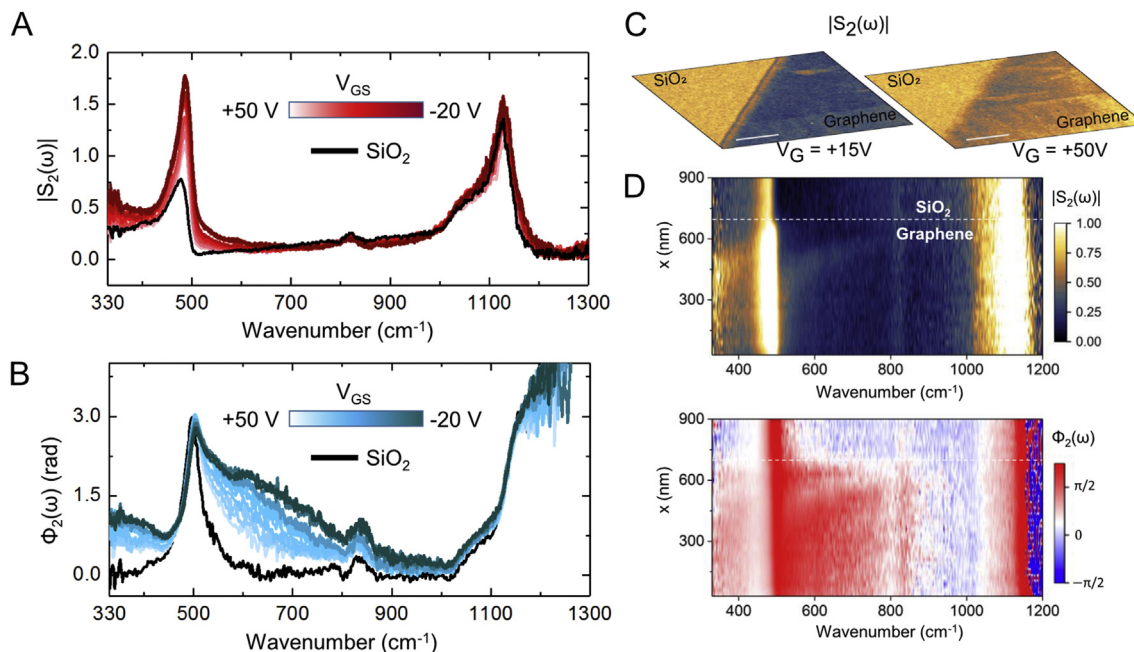 A
|S₂(ω)|
2.0
1.5
1.0
0.5
0.0
V_GS
+50 V
-20 V
SiO₂
330
500
700
900
1100
1300
Wavenumber (cm⁻¹)
B
Φ₂(ω) (rad)
3.0
1.5
0.0
V_GS
+50 V
-20 V
SiO₂
330
500
700
900
1100
1300
Wavenumber (cm⁻¹)
C
|S₂(ω)|
SiO₂
Graphene
V_G = +15V
SiO₂
Graphene
V_G = +50V
D
x (nm)
900
600
300
SiO₂
Graphene
400
600
800
1000
1200
Wavenumber (cm⁻¹)
|S₂(ω)|
1.00
0.75
0.50
0.25
0.00
x (nm)
900
600
300
400
600
800
1000
1200
Wavenumber (cm⁻¹)
Φ₂(ω)
π/2
0
−π/2